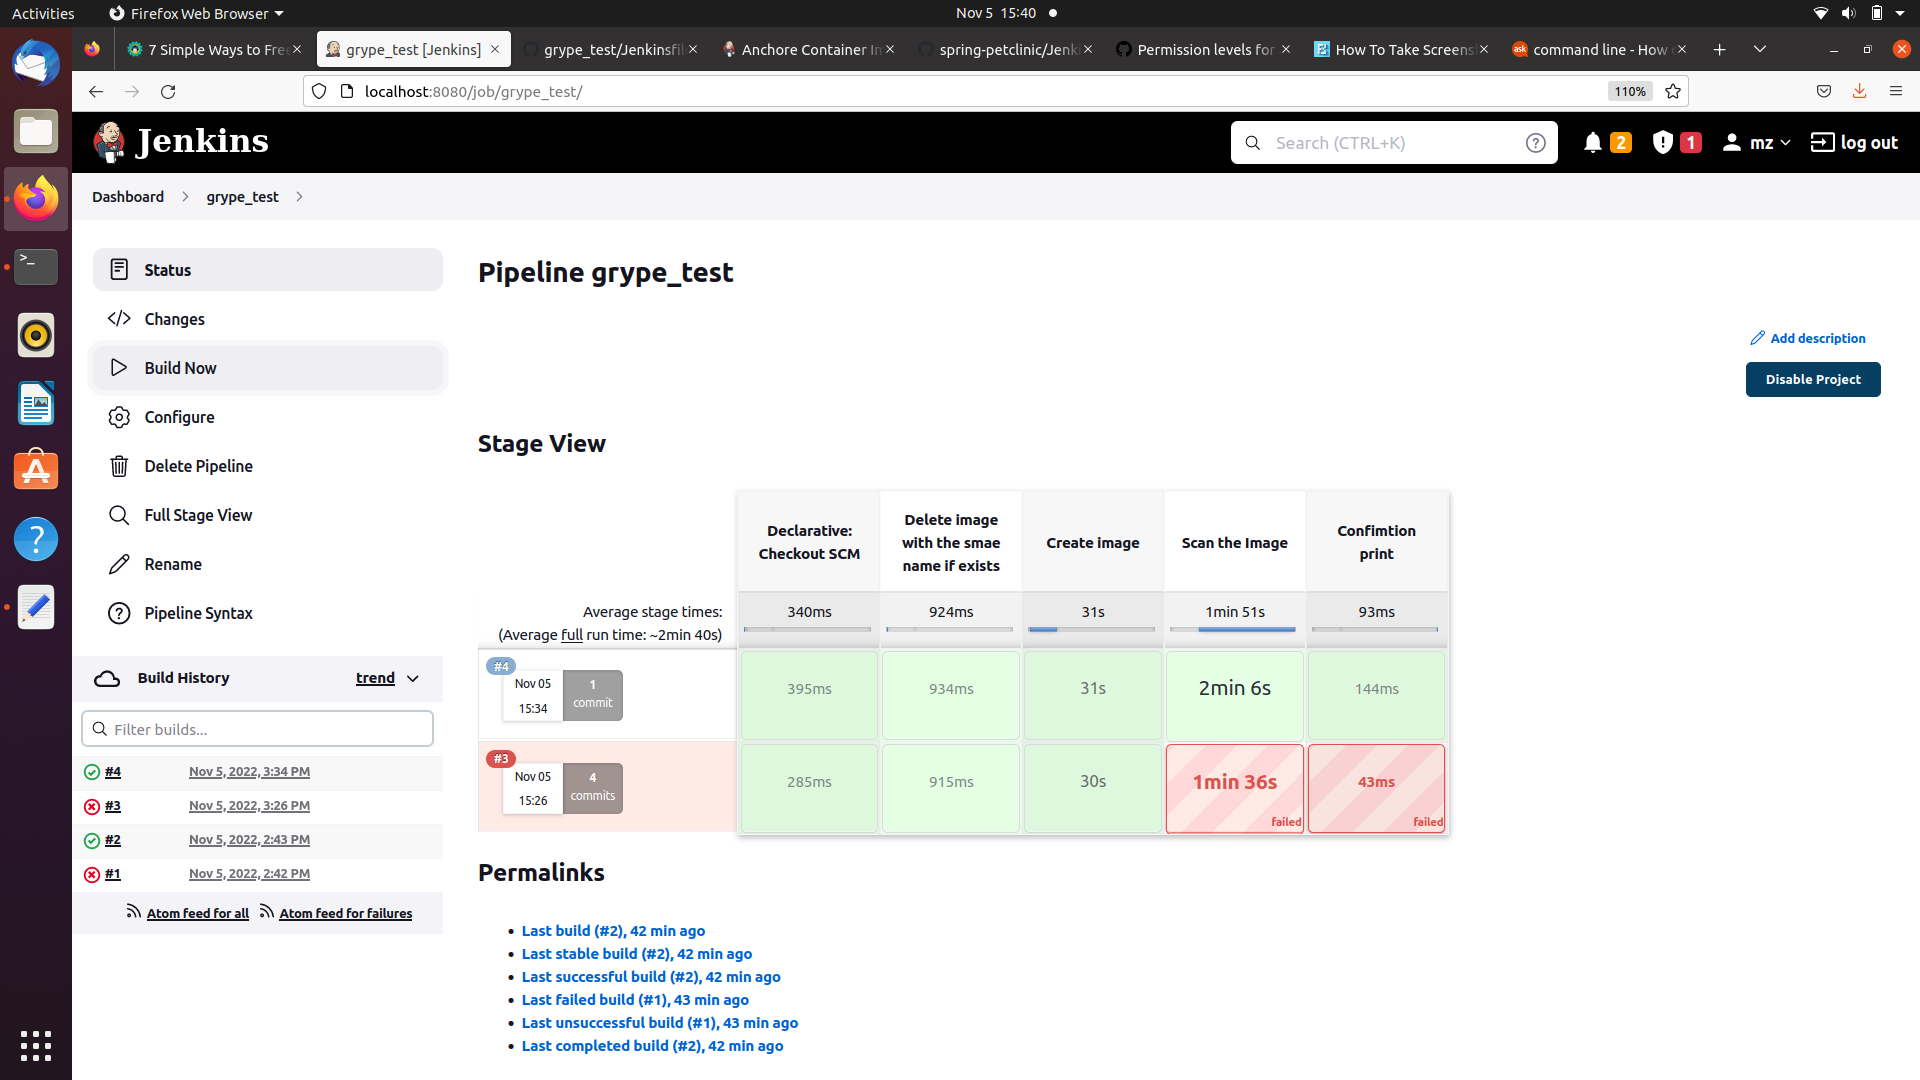 Activities
Firefox Web Browser
Nov 5 15:40
7 Simple Ways to Free
grype_test [Jenkins]
grype_test/Jenkinsfil
Anchore Container Im
spring-petclinic/Jenki
Permission levels for
How To Take Screens
ask
command line - How
localhost:8080/job/grype_test/
110%
Jenkins
Search (CTRL+K)
2
1
mz
log out
Dashboard
grype_test
Status
Changes
Build Now
Configure
Delete Pipeline
Full Stage View
Rename
Pipeline Syntax
Build History
trend
Filter builds...
#4 Nov 5, 2022, 3:34 PM
#3 Nov 5, 2022, 3:26 PM
#2 Nov 5, 2022, 2:43 PM
#1 Nov 5, 2022, 2:42 PM
Atom feed for all Atom feed for failures
Pipeline grype_test
Add description
Disable Project
Stage View
Declarative:
Checkout SCM
Delete image
with the smae
name if exists
Create image
Scan the Image
Confimtion
print
Average stage times:
(Average full run time: ~2min 40s)
340ms
924ms
31s
1min 51s
93ms
#4
Nov 05
15:34
1
commit
395ms
934ms
31s
2min 6s
144ms
#3
Nov 05
15:26
4
commits
285ms
915ms
30s
1min 36s
failed
43ms
failed
Permalinks
Last build (#2), 42 min ago
Last stable build (#2), 42 min ago
Last successful build (#2), 42 min ago
Last failed build (#1), 43 min ago
Last unsuccessful build (#1), 43 min ago
Last completed build (#2), 42 min ago